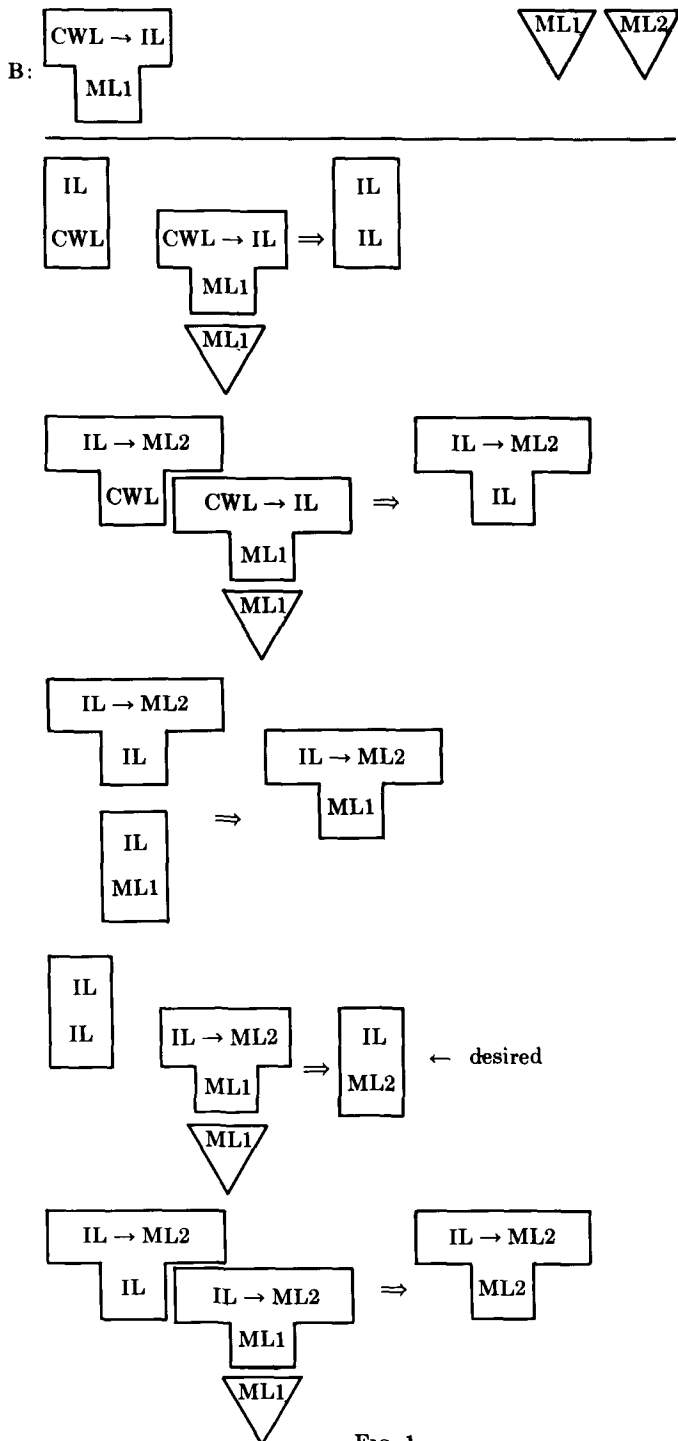 CWL → IL
ML1 ML2
B:
ML1
IL IL
CWL CWL → IL ⇒ IL
ML1
ML1
IL → ML2 IL → ML2
CWL CWL → IL ⇒ IL
ML1
ML1
IL → ML2
IL IL → ML2
⇒ ML1
IL
ML1
IL
IL IL → ML2 ⇒ IL ← desired
ML1 ML2
ML1
IL → ML2 IL → ML2
IL IL → ML2 ⇒ ML2
ML1
ML1